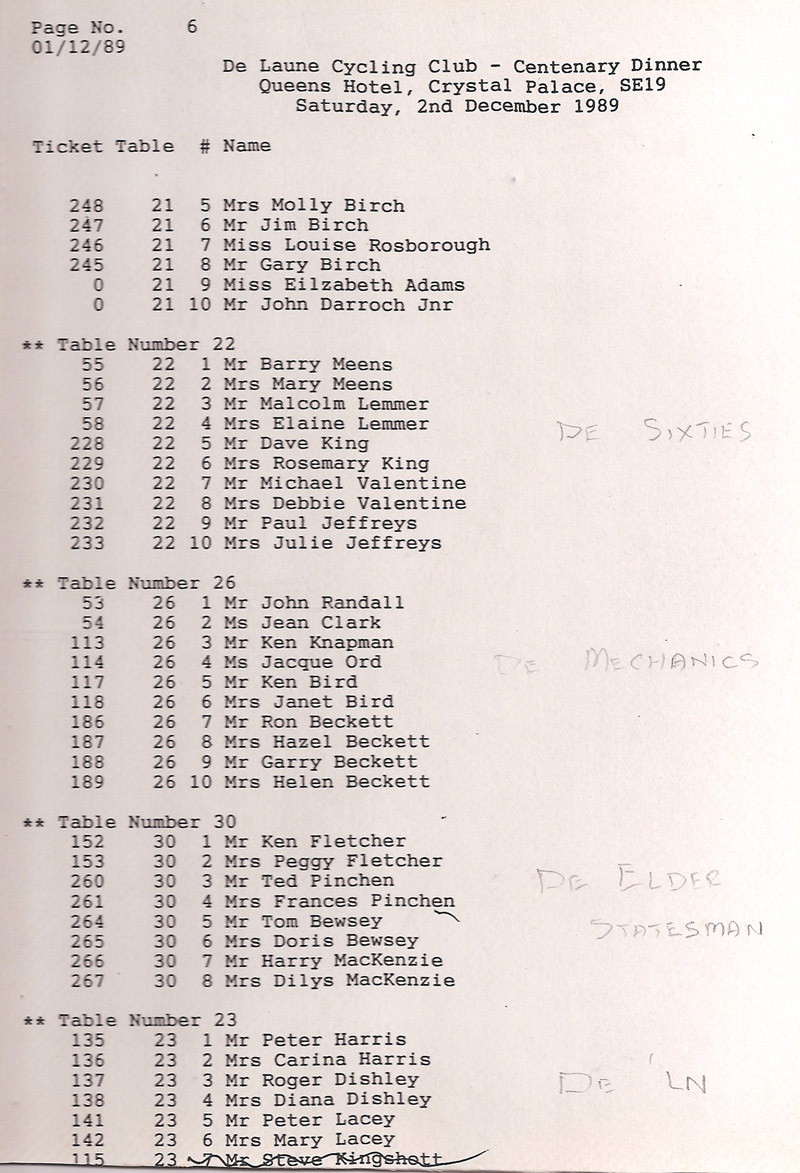 Page No. 6
01/12/89
De Laune Cycling Club - Centenary Dinner
Queens Hotel, Crystal Palace, SE19
Saturday, 2nd December 1989
Ticket Table # Name
248 21 5 Mrs Molly Birch
247 21 6 Mr Jim Birch
246 21 7 Miss Louise Rosborough
245 21 8 Mr Gary Birch
0 21 9 Miss Eilzabeth Adams
0 21 10 Mr John Darroch Jnr
** Table Number 22
55 22 1 Mr Barry Meens
56 22 2 Mrs Mary Meens
57 22 3 Mr Malcolm Lemmer
58 22 4 Mrs Elaine Lemmer DE SIXTIES
228 22 5 Mr Dave King
229 22 6 Mrs Rosemary King
230 22 7 Mr Michael Valentine
231 22 8 Mrs Debbie Valentine
232 22 9 Mr Paul Jeffreys
233 22 10 Mrs Julie Jeffreys
** Table Number 26
53 26 1 Mr John Randall
54 26 2 Ms Jean Clark
113 26 3 Mr Ken Knapman
114 26 4 Ms Jacque Ord DE MECHANICS
117 26 5 Mr Ken Bird
118 26 6 Mrs Janet Bird
186 26 7 Mr Ron Beckett
187 26 8 Mrs Hazel Beckett
188 26 9 Mr Garry Beckett
189 26 10 Mrs Helen Beckett
** Table Number 30
152 30 1 Mr Ken Fletcher
153 30 2 Mrs Peggy Fletcher
260 30 3 Mr Ted Pinchen DE ELDER
261 30 4 Mrs Frances Pinchen
264 30 5 Mr Tom Bewsey STATESMAN
265 30 6 Mrs Doris Bewsey
266 30 7 Mr Harry MacKenzie
267 30 8 Mrs Dilys MacKenzie
** Table Number 23
135 23 1 Mr Peter Harris
136 23 2 Mrs Carina Harris
137 23 3 Mr Roger Dishley DE 'LN
138 23 4 Mrs Diana Dishley
141 23 5 Mr Peter Lacey
142 23 6 Mrs Mary Lacey
115 23 7 Mr Steve Kingshott